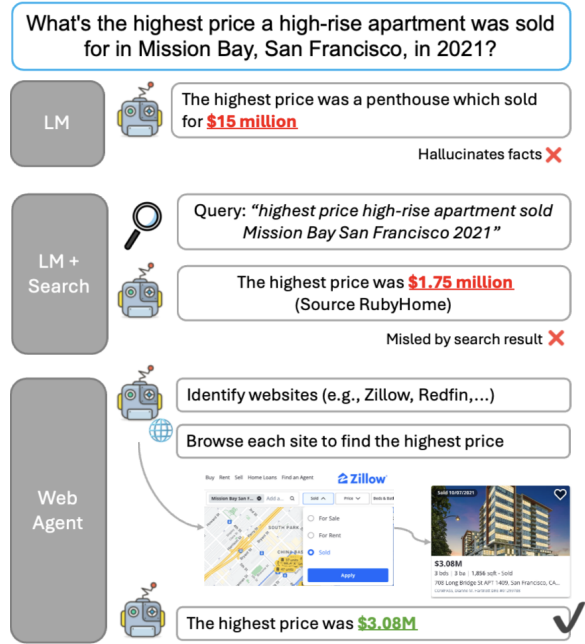 What's the highest price a high-rise apartment was sold
for in Mission Bay, San Francisco, in 2021?
LM
The highest price was a penthouse which sold
for $15 million
Hallucinates facts ❌
LM +
Search
Query: “highest price high-rise apartment sold
Mission Bay San Francisco 2021”
The highest price was $1.75 million
(Source RubyHome)
Misled by search result ❌
Web
Agent
Identify websites (e.g., Zillow, Redfin,...)
Browse each site to find the highest price
Buy Rent Sell Home Loans Find an Agent
Zillow
Mission Bay San F... Add a... Sold Price Beds & Bat
SOUTH PARK
CHINA BAS
For Sale
For Rent
Sold
Apply
Sold 10/07/2021
$3.08M
3 bds 3 ba 1,856 sqft - Sold
708 Long Bridge St APT 1409, San Francisco, CA...
The highest price was $3.08M